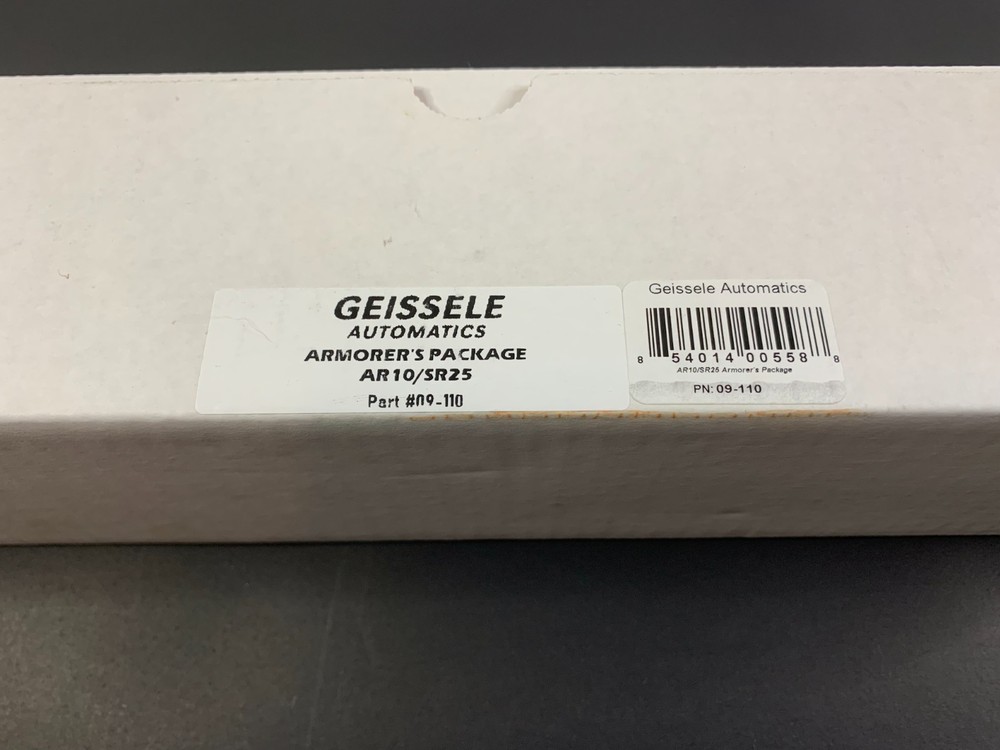 GEISSELE
AUTOMATICS
ARMORER'S PACKAGE
AR10/SR25
Part #09-110
Geissele Automatics
8 54014 00558 8
AR10/SR25 Armorer's Package
PN: 09-110